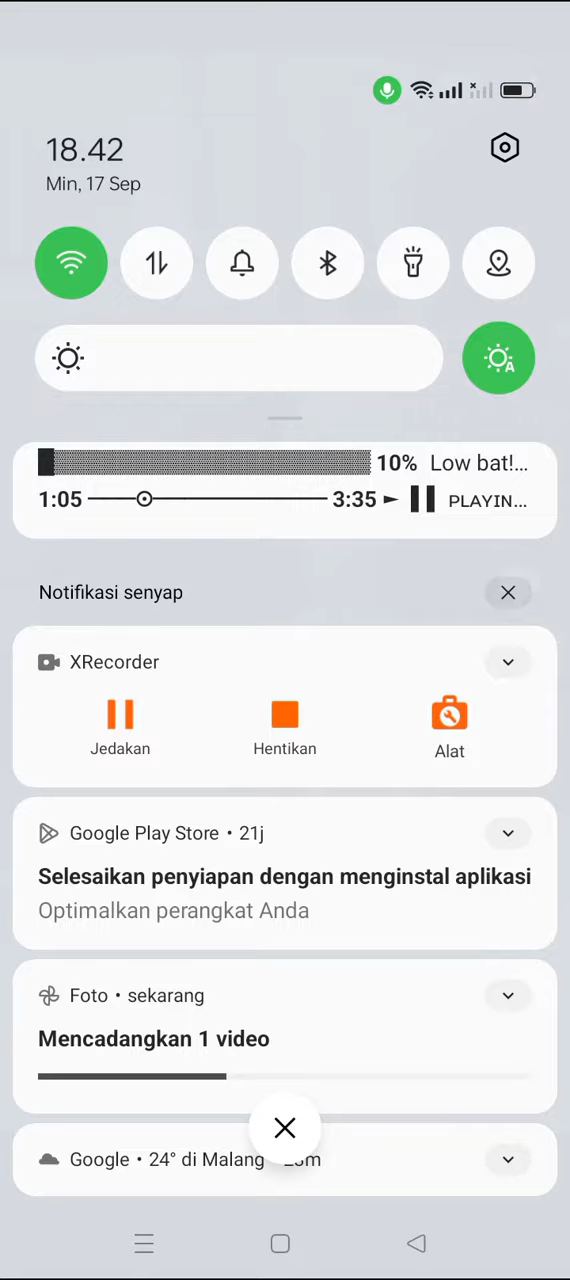 18.42
Min, 17 Sep
A
10% Low bat!...
1:05 3:35 PLAYIN...
Notifikasi senyap
XRecorder
Jedakan Hentikan Alat
Google Play Store • 21j
Selesaikan penyiapan dengan menginstal aplikasi
Optimalkan perangkat Anda
Foto • sekarang
Mencadangkan 1 video
Google • 24° di Malang